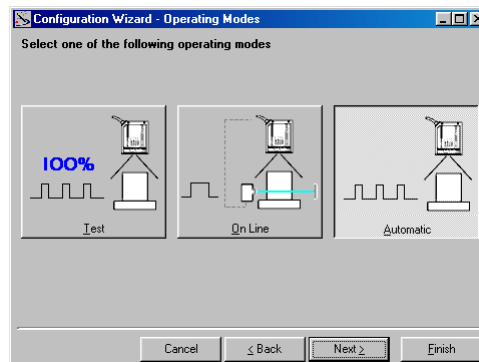 Configuration Wizard - Operating Modes
Select one of the following operating modes
100%
Test
On Line
Automatic
Cancel
< Back
Next >
Finish